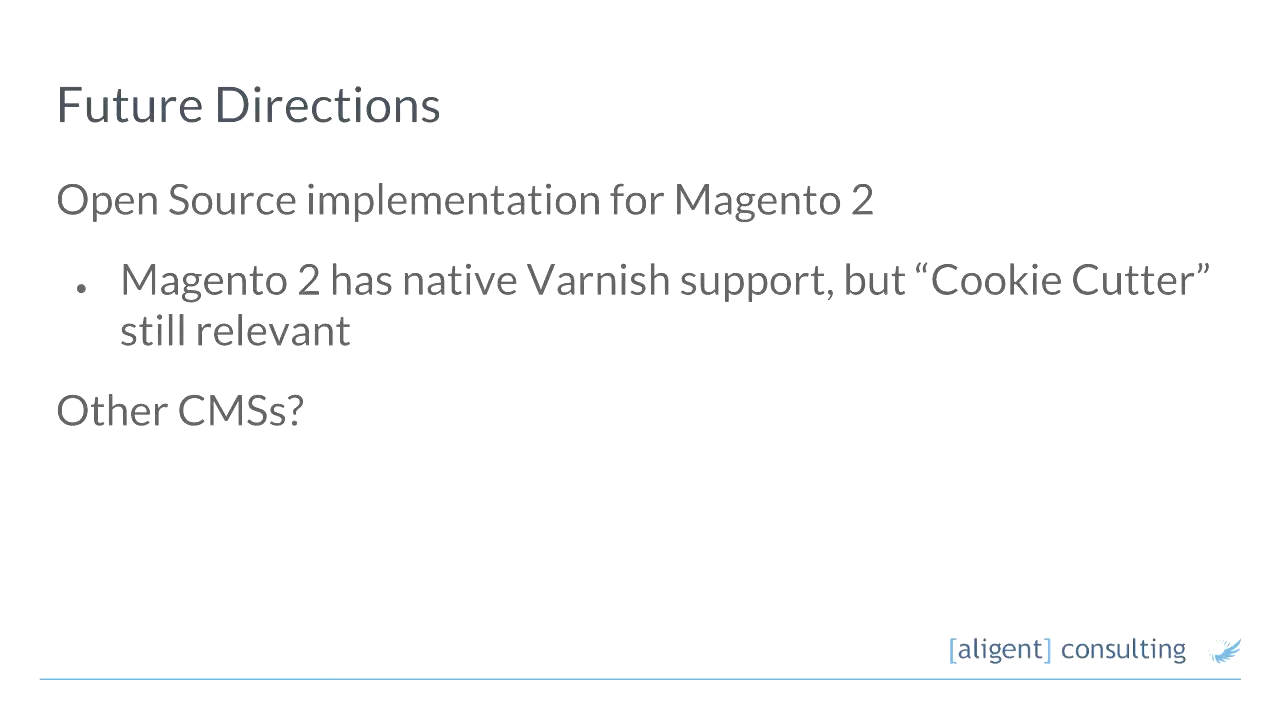 Future Directions
Open Source implementation for Magento 2
• Magento 2 has native Varnish support, but “Cookie Cutter”
still relevant
Other CMSs?
[aligent] consulting